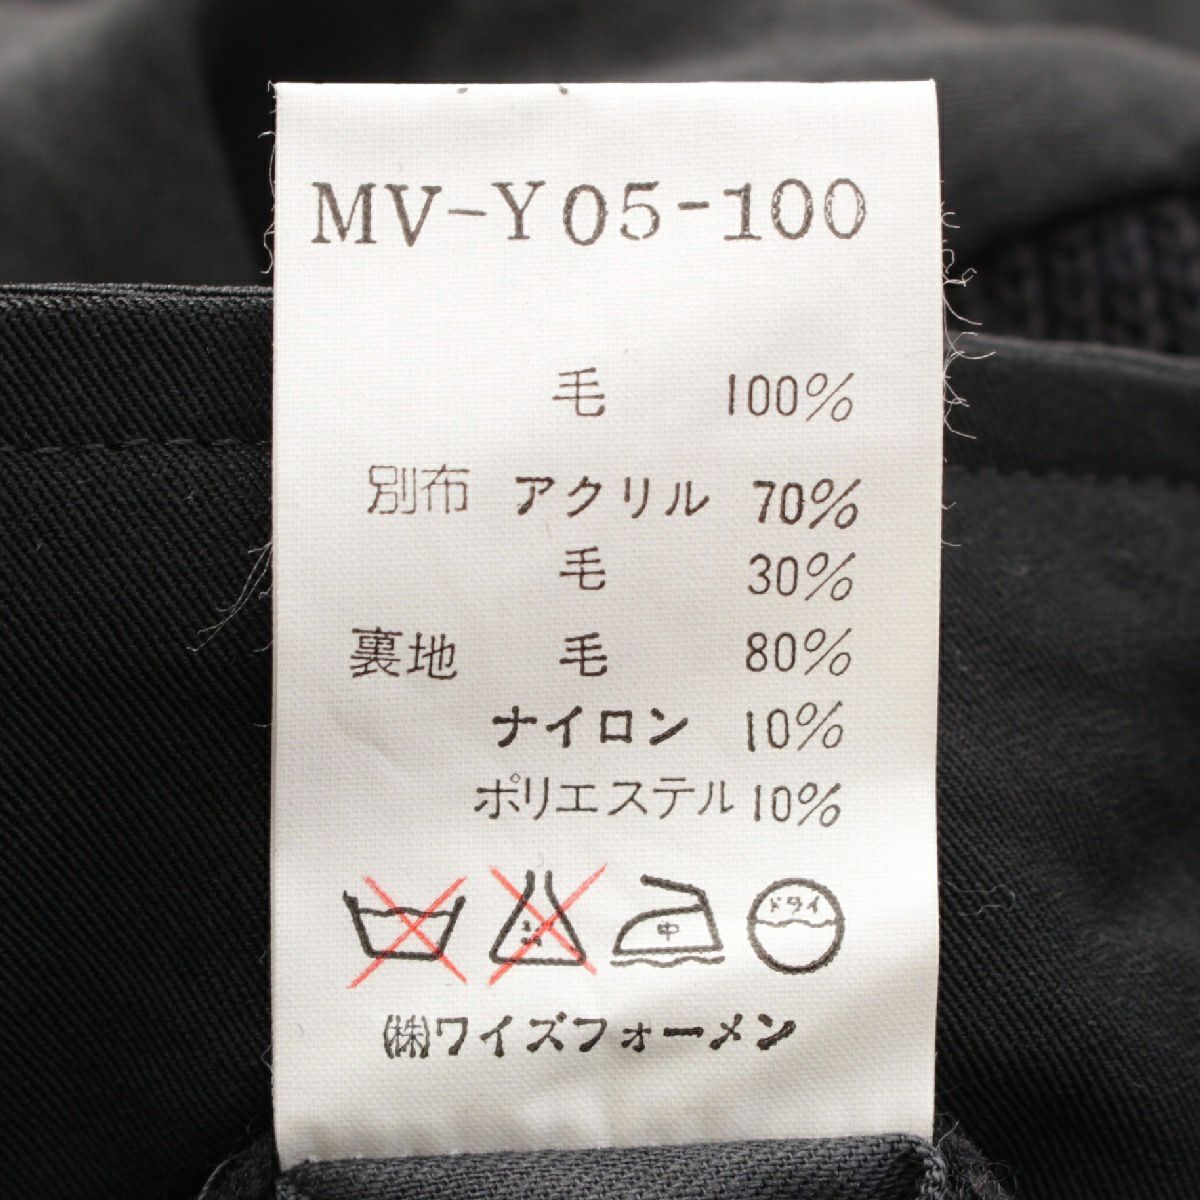 MV-Y05-100
毛 100%
別布 アクリル 70%
毛 30%
裏地 毛 80%
ナイロン 10%
ポリエステル 10%
中 ドライ
㈱ワイズフォーメン